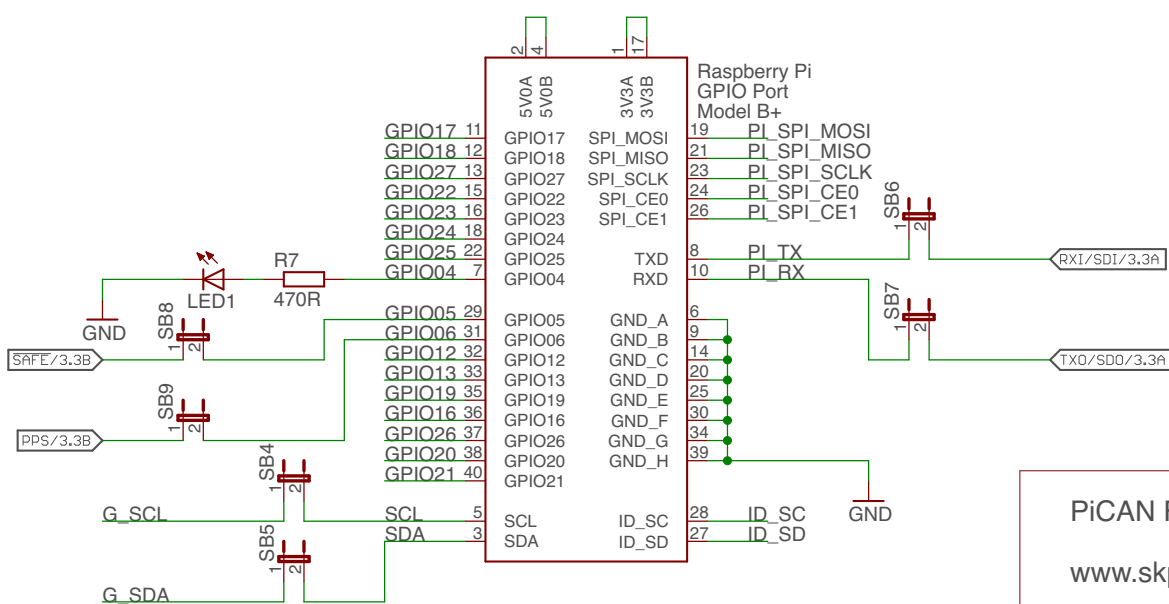 2 4 1 17
5V0A 5V0B 3V3A 3V3B
Raspberry Pi
GPIO Port
Model B+
GPIO17 11 GPIO17 SPI_MOSI 19 PI_SPI_MOSI
GPIO18 12 GPIO18 SPI_MISO 21 PI_SPI_MISO
GPIO27 13 GPIO27 SPI_SCLK 23 PI_SPI_SCLK
GPIO22 15 GPIO22 SPI_CE0 24 PI_SPI_CE0
GPIO23 16 GPIO23 SPI_CE1 26 PI_SPI_CE1
SB6
1 2
GPIO24 18 GPIO24
GPIO25 22 GPIO25 TXD 8 PI_TX
RXI/SDI/3.3A
R7
GPIO04 7 GPIO04 RXD 10 PI_RX
LED1 470R
GND
SB8
1 2
SB7
1 2
GPIO05 29 GPIO05 GND_A 6
GPIO06 31 GPIO06 GND_B 9
SAFE/3.3B
GPIO12 32 GPIO12 GND_C 14
TXO/SDO/3.3A
GPIO13 33 GPIO13 GND_D 20
GPIO19 35 GPIO19 GND_E 25
SB9
1 2
GPIO16 36 GPIO16 GND_F 30
PPS/3.3B
GPIO26 37 GPIO26 GND_G 34
GPIO20 38 GPIO20 GND_H 39
GPIO21 40 GPIO21
SB4
1 2
GND
G_SCL SCL 5 SCL ID_SC 28 ID_SC
SDA 3 SDA ID_SD 27 ID_SD
SB5
1 2
G_SDA
PiCAN
www.sk